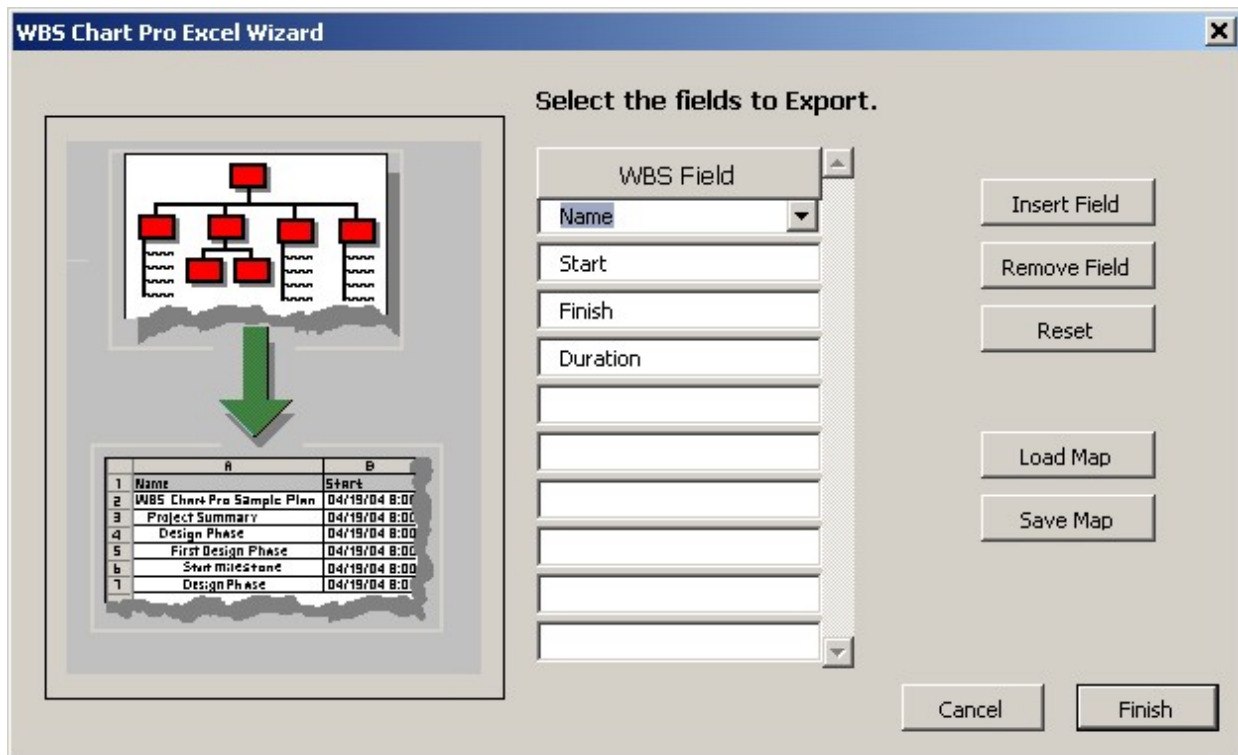 WBS Chart Pro Excel Wizard
Select the fields to Export.
WBS Field
Name
Start
Finish
Duration
Insert Field
Remove Field
Reset
Load Map
Save Map
A B
1 Name Start
2 WBS Chart Pro Sample Plan 04/19/04 8:00
3 Project Summary 04/19/04 8:00
4 Design Phase 04/19/04 8:00
5 First Design Phase 04/19/04 8:00
6 Start Milestone 04/19/04 8:00
7 Design Phase 04/19/04 8:0
Cancel
Finish